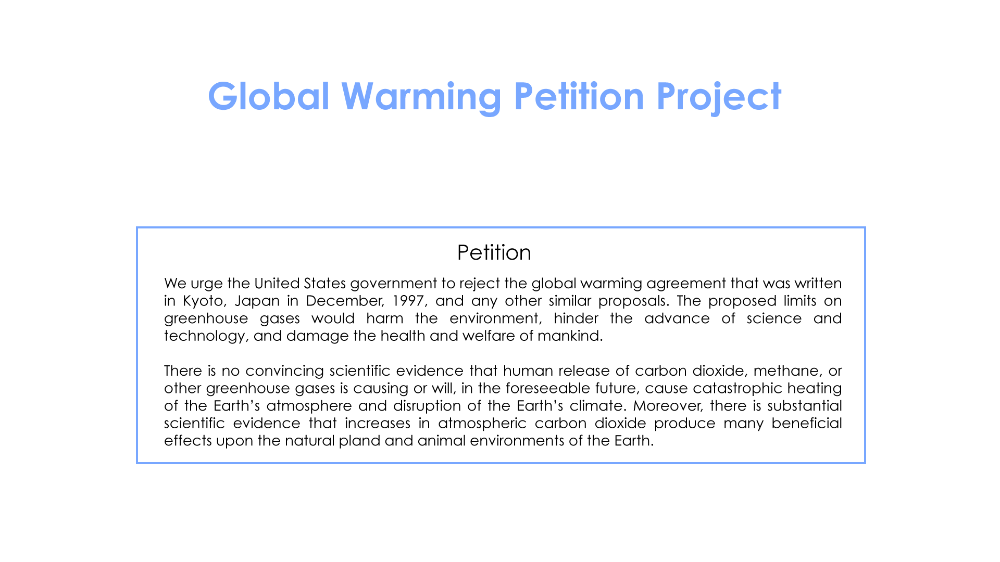 Global Warming Petition Project
Petition
We urge the United States government to reject the global warming agreement that was written
in Kyoto, Japan in December, 1997, and any other similar proposals. The proposed limits on
greenhouse gases would harm the environment, hinder the advance of science and
technology, and damage the health and welfare of mankind.
There is no convincing scientific evidence that human release of carbon dioxide, methane, or
other greenhouse gases is causing or will, in the foreseeable future, cause catastrophic heating
of the Earth’s atmosphere and disruption of the Earth’s climate. Moreover, there is substantial
scientific evidence that increases in atmospheric carbon dioxide produce many beneficial
effects upon the natural pland and animal environments of the Earth.